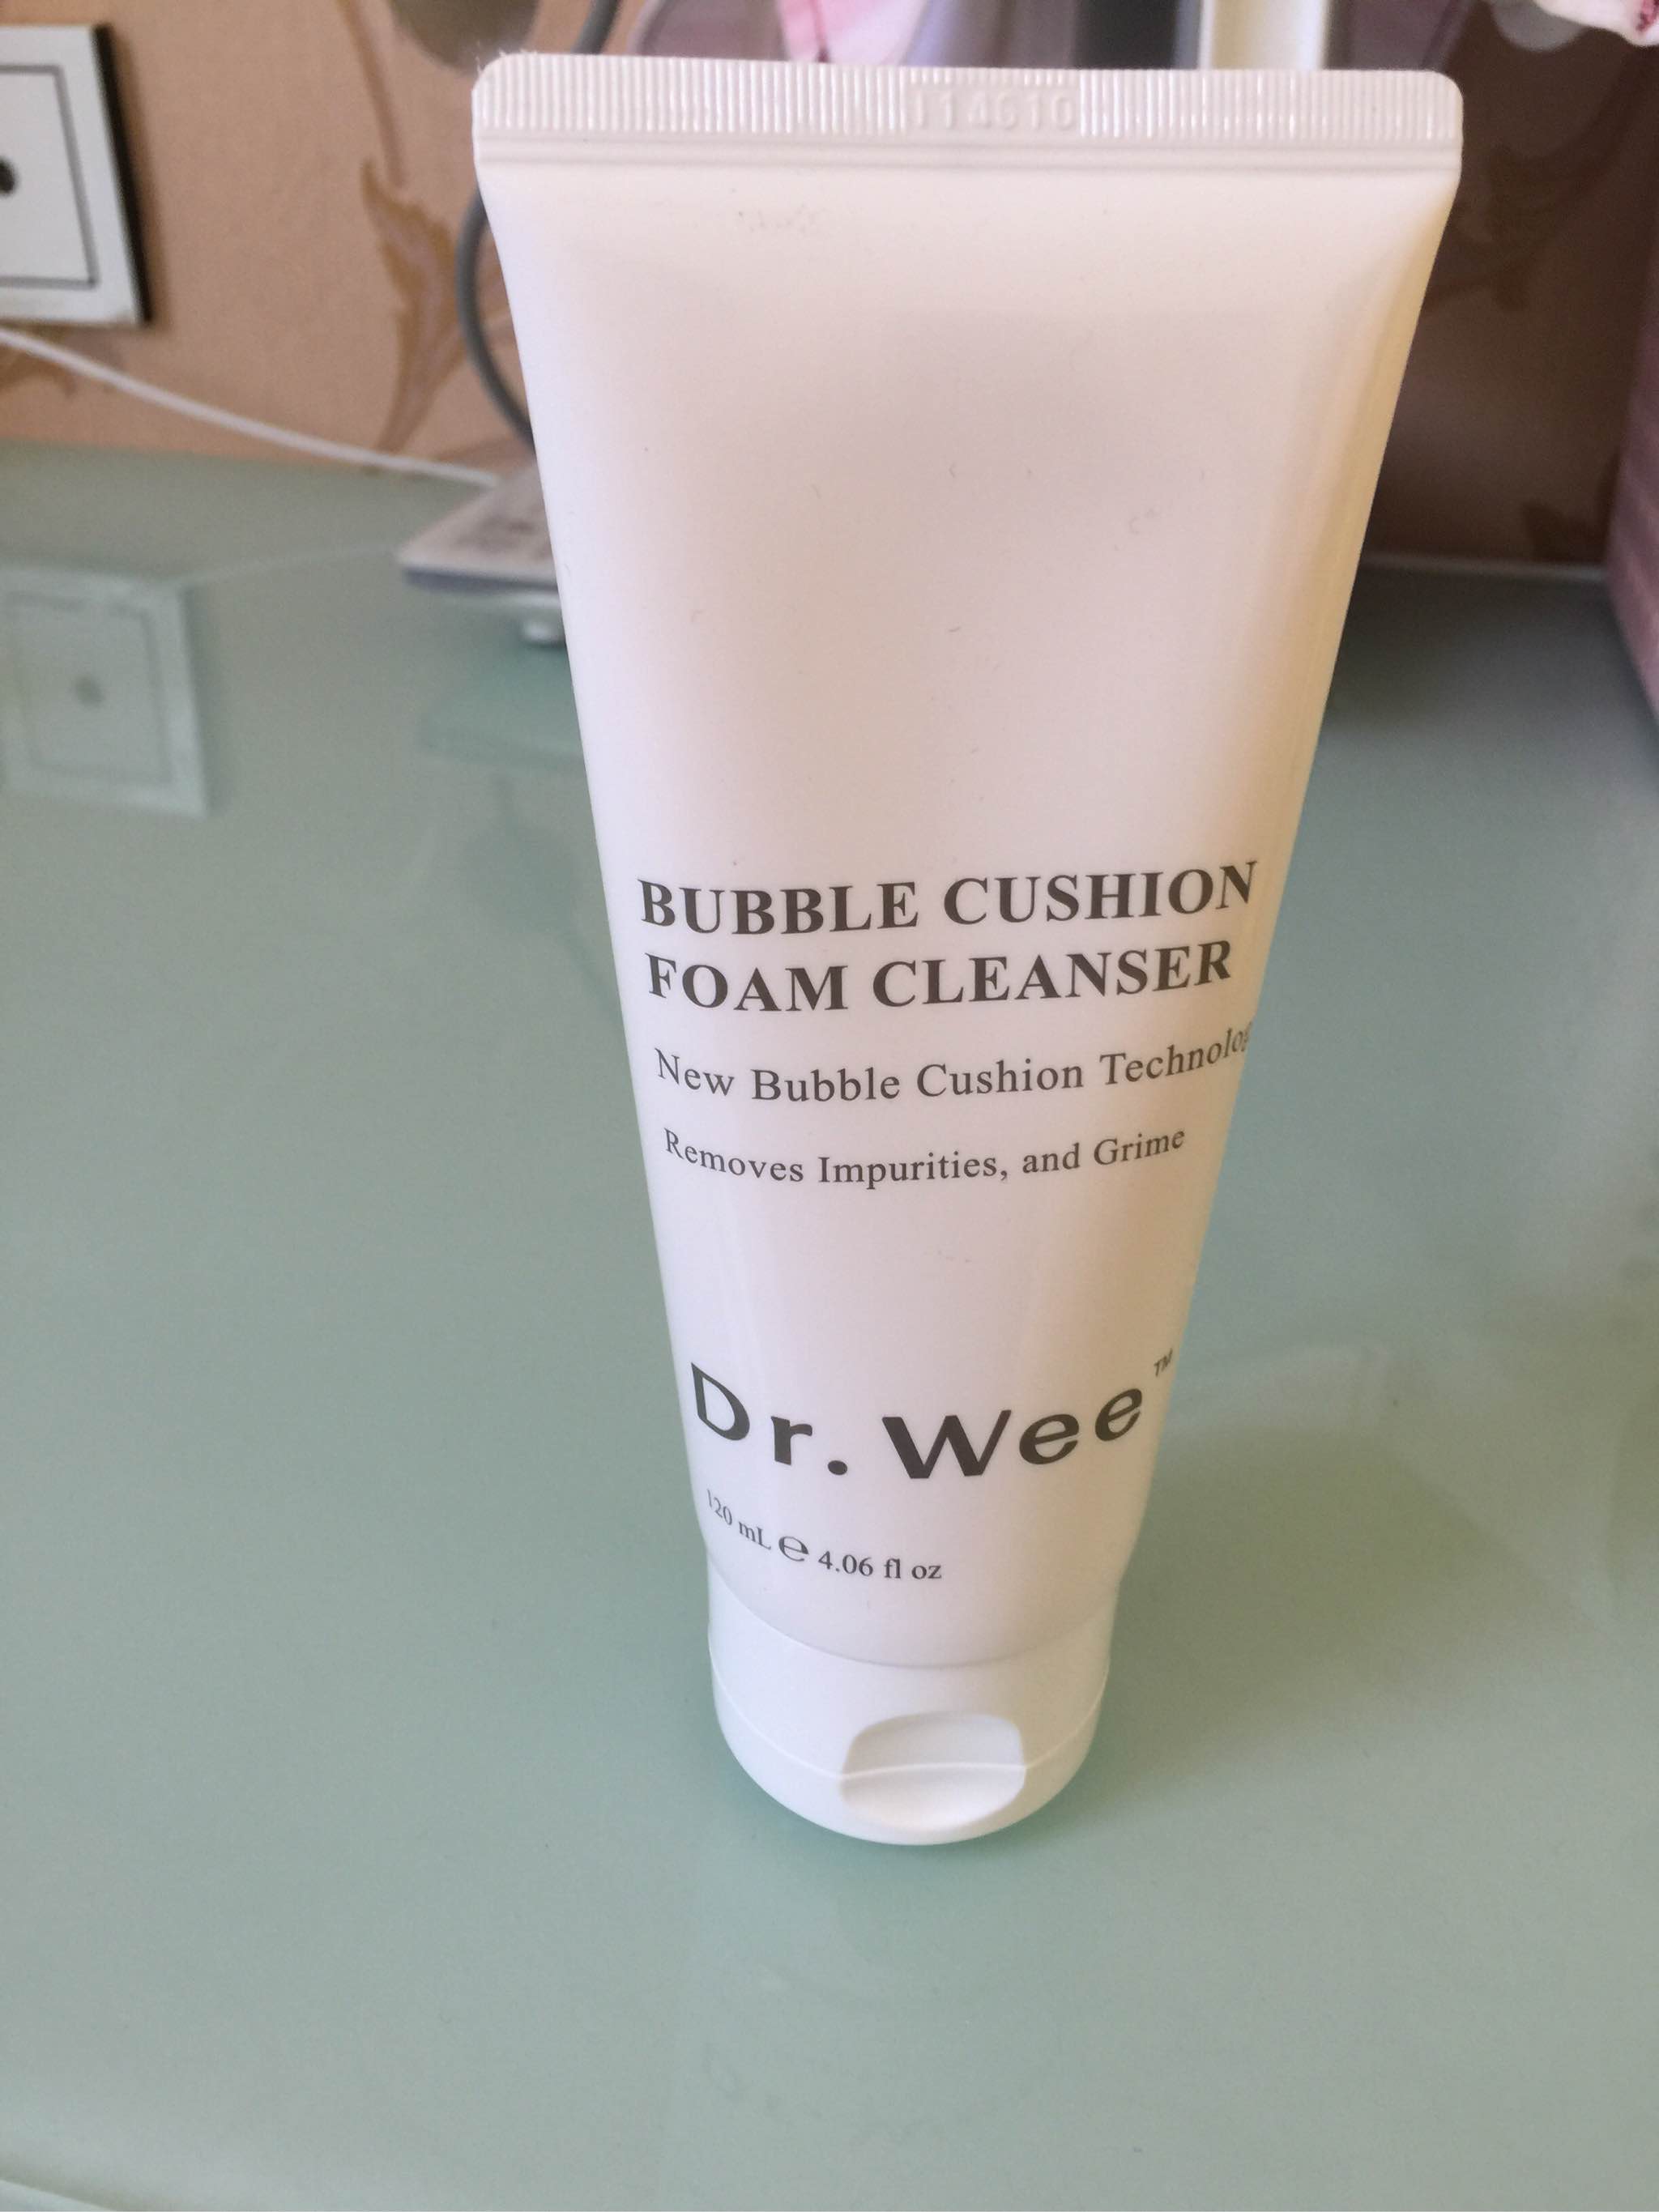 BUBBLE CUSHION
FOAM CLEANSER
New Bubble Cushion Technolog
Removes Impurities, and Grime
Dr. Wee™
120 mL ℮ 4.06 fl oz